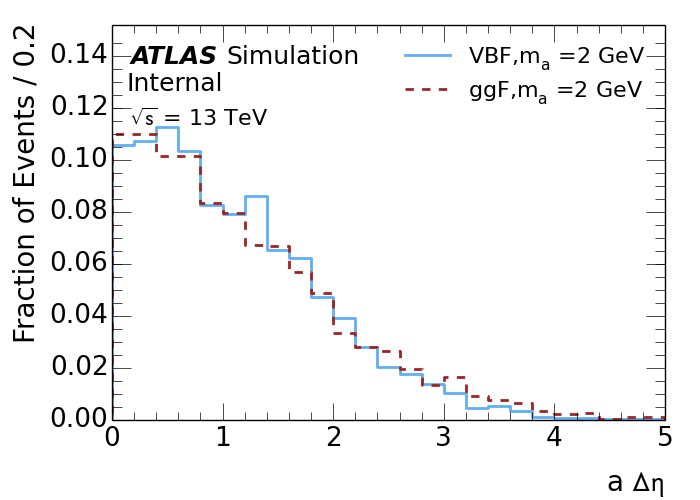 ATLAS Simulation
Internal
√s = 13 TeV
VBF,mₐ =2 GeV
ggF,mₐ =2 GeV
Fraction of Events / 0.2
0.14
0.12
0.10
0.08
0.06
0.04
0.02
0.00
0 1 2 3 4 5
a Δη